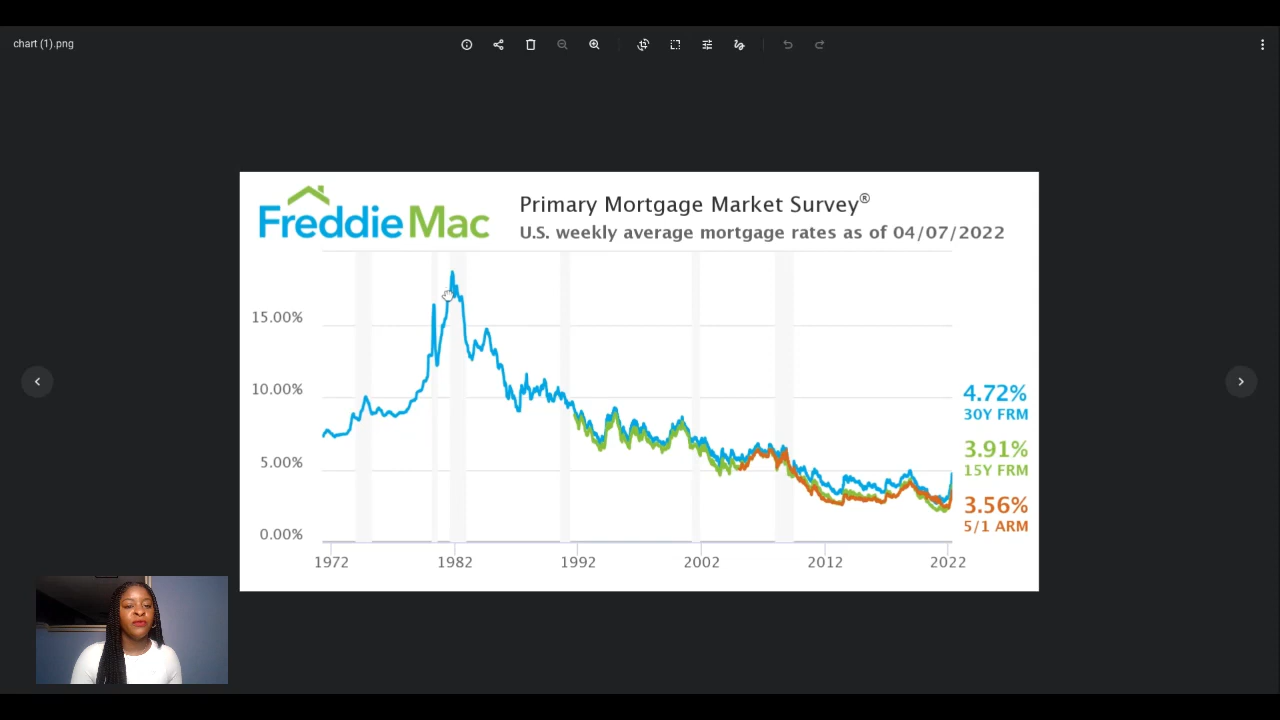 chart (1).png
FreddieMac
Primary Mortgage Market Survey®
U.S. weekly average mortgage rates as of 04/07/2022
15.00%
10.00%
5.00%
0.00%
4.72%
30Y FRM
3.91%
15Y FRM
3.56%
5/1 ARM
1972 1982 1992 2002 2012 2022